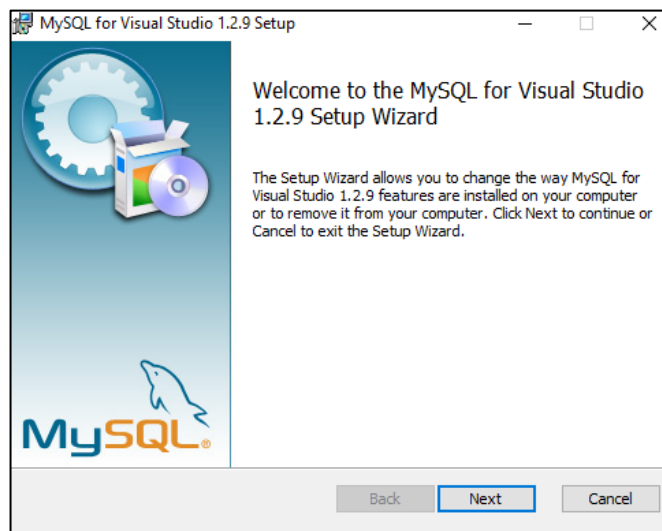 MySQL for Visual Studio 1.2.9 Setup
Welcome to the MySQL for Visual Studio
1.2.9 Setup Wizard
The Setup Wizard allows you to change the way MySQL for
Visual Studio 1.2.9 features are installed on your computer
or to remove it from your computer. Click Next to continue or
Cancel to exit the Setup Wizard.
MySQL®
Back Next Cancel